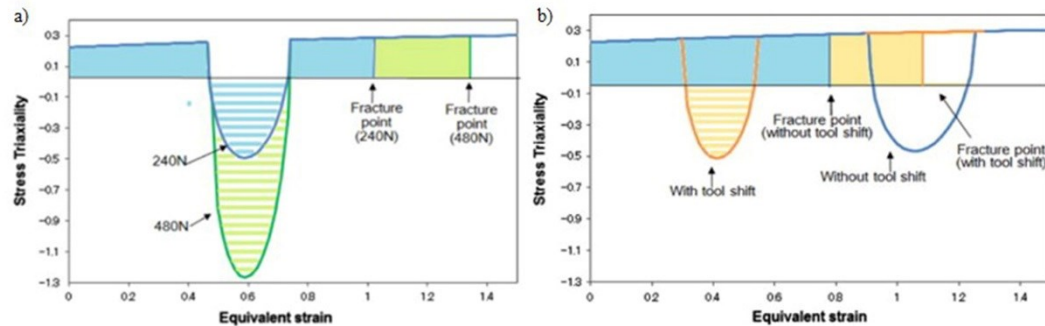 a)
Stress Triaxiality
0.3
0.1
−0.1
−0.3
−0.5
−0.7
−0.9
−1.1
−1.3
240N
480N
Fracture
point
(240N)
Fracture
point
(480N)
0
0.2
0.4
0.6
0.8
1
1.2
1.4
Equivalent strain
b)
Stress Triaxiality
0.3
0.1
−0.1
−0.3
−0.5
−0.7
−0.9
−1.1
−1.3
With tool shift
Fracture point
(without tool shift)
Without tool shift
Fracture point
(with tool shift)
0
0.2
0.4
0.6
0.8
1
1.2
1.4
Equivalent strain